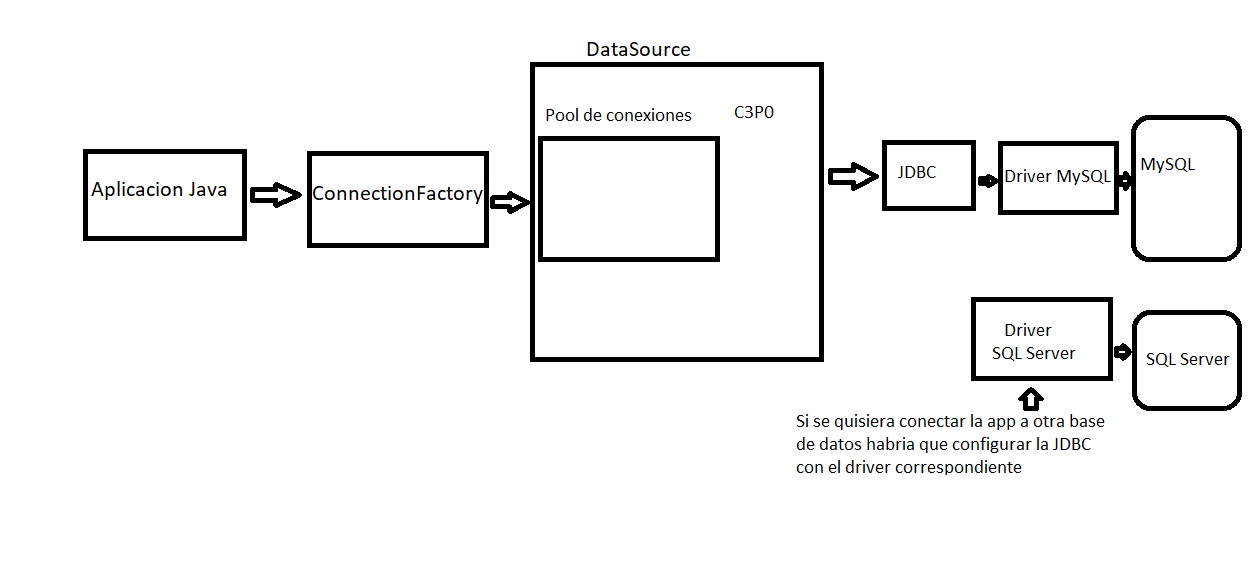 DataSource
Pool de conexiones
C3P0
Aplicacion Java
ConnectionFactory
JDBC
Driver MySQL
MySQL
Driver
SQL Server
SQL Server
Si se quisiera conectar la app a otra base
de datos habria que configurar la JDBC
con el driver correspondiente